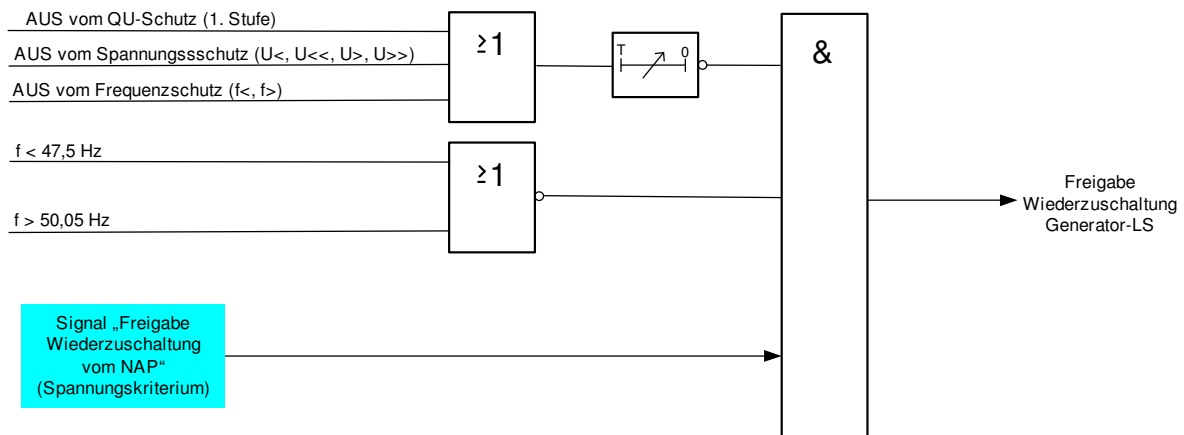 AUS vom QU-Schutz (1. Stufe)
AUS vom Spannungssschutz (U<, U<<, U>, U>>)
AUS vom Frequenzschutz (f<, f>)
≥1
T 0
&
f < 47,5 Hz
≥1
f > 50,05 Hz
Freigabe
Wiederzuschaltung
Generator-LS
Signal „Freigabe
Wiederzuschaltung
vom NAP“
(Spannungskriterium)